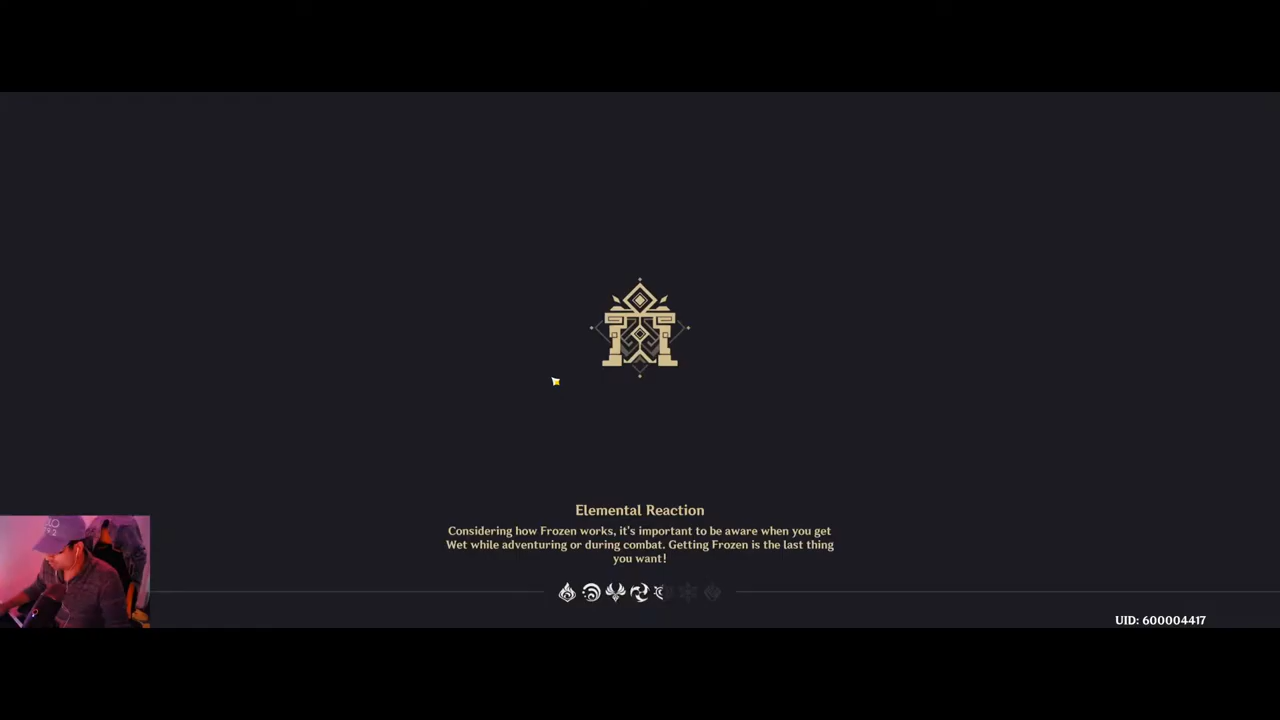 Elemental Reaction
Considering how Frozen works, it's important to be aware when you get
Wet while adventuring or during combat. Getting Frozen is the last thing
you want!
UID: 600004417